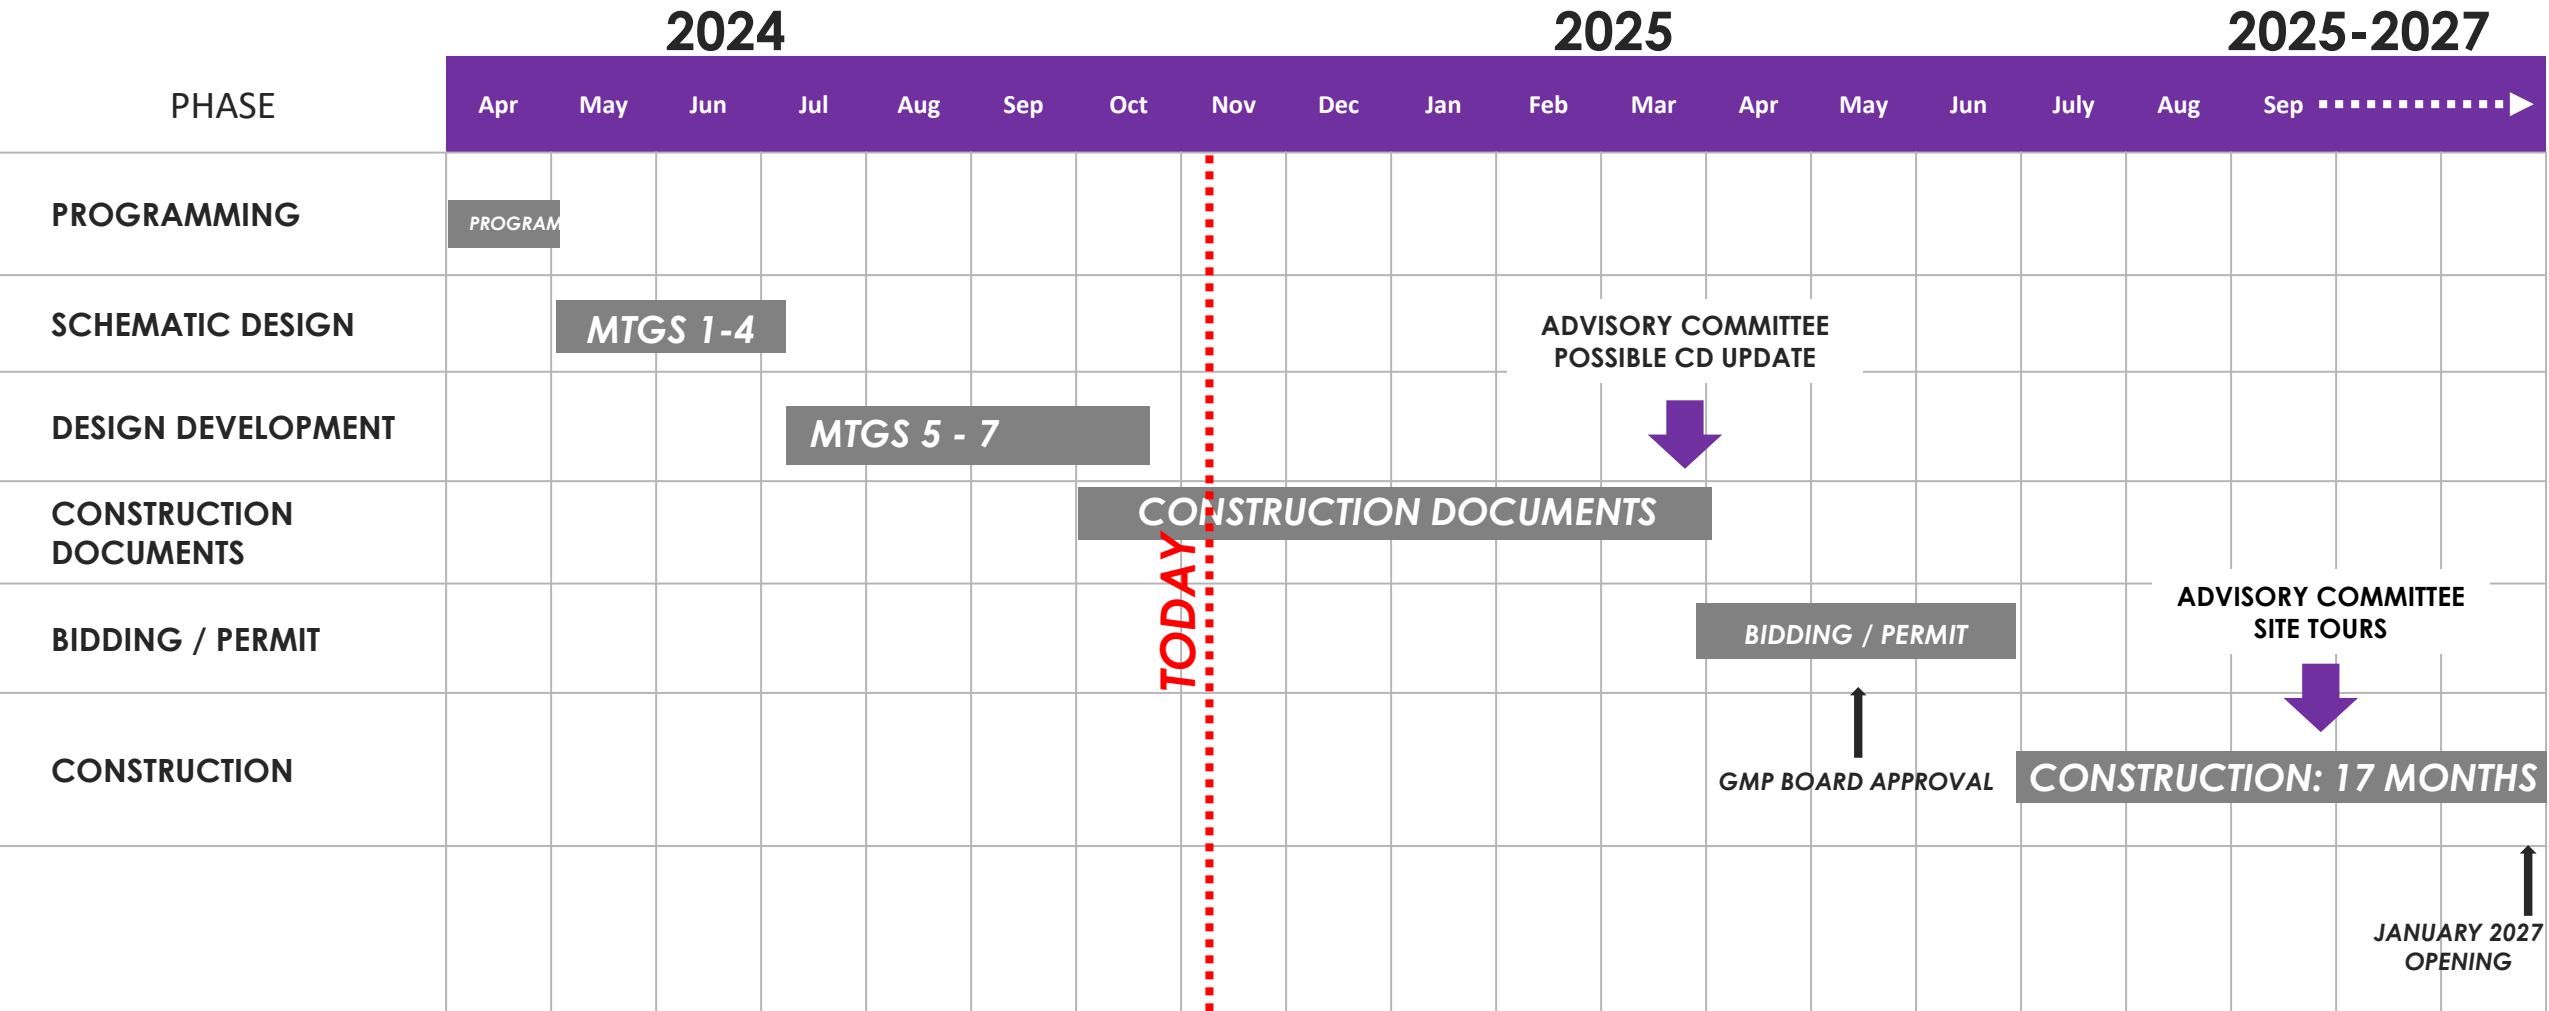 2024 2025 2025-2027
PHASE Apr May Jun Jul Aug Sep Oct Nov Dec Jan Feb Mar Apr May Jun July Aug Sep
PROGRAMMING
PROGRAM
SCHEMATIC DESIGN
MTGS 1-4
ADVISORY COMMITTEE
POSSIBLE CD UPDATE
DESIGN DEVELOPMENT
MTGS 5 - 7
CONSTRUCTION
DOCUMENTS
CONSTRUCTION DOCUMENTS
TODAY
BIDDING / PERMIT
BIDDING / PERMIT
ADVISORY COMMITTEE
SITE TOURS
CONSTRUCTION
GMP BOARD APPROVAL
CONSTRUCTION: 17 MONTHS
JANUARY 2027
OPENING